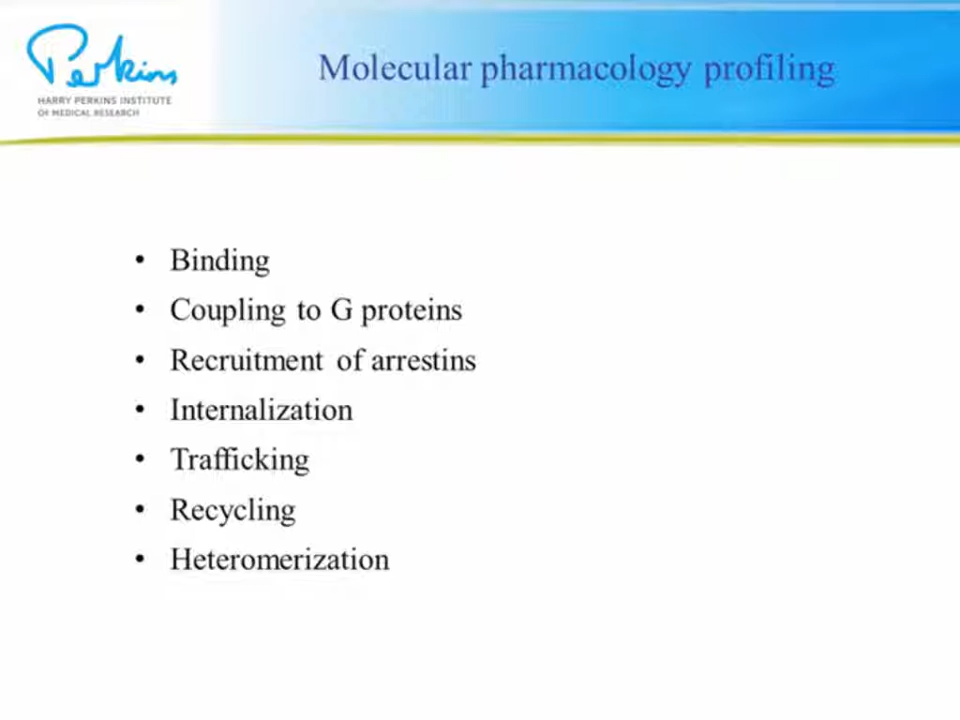 Perkins
HARRY PERKINS INSTITUTE
OF MEDICAL RESEARCH
Molecular pharmacology profiling
• Binding
• Coupling to G proteins
• Recruitment of arrestins
• Internalization
• Trafficking
• Recycling
• Heteromerization